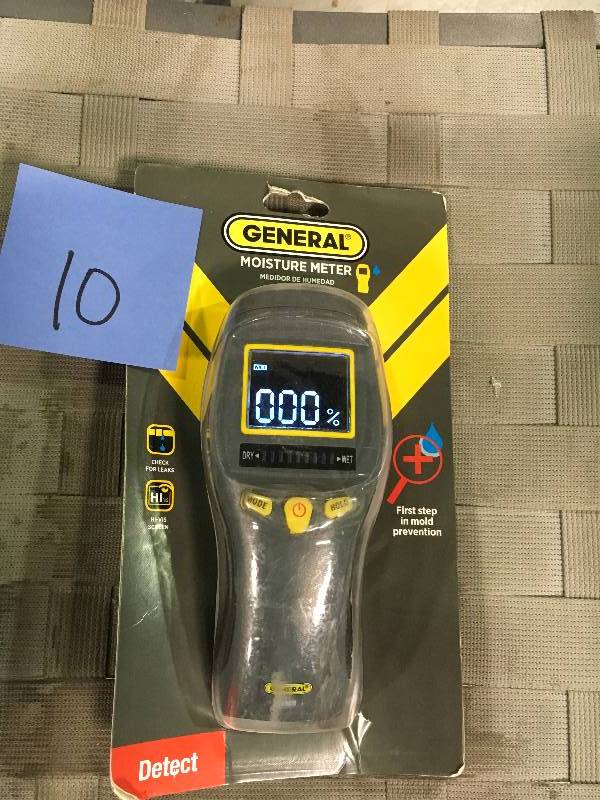 10
GENERAL®
MOISTURE METER
MEDIDOR DE HUMEDAD
000%
DRY WET
MODE HOLD
CHECK
FOR LEAKS
HI
HI-VIS
SCREEN
First step
in mold
prevention
GENERAL®
Detect